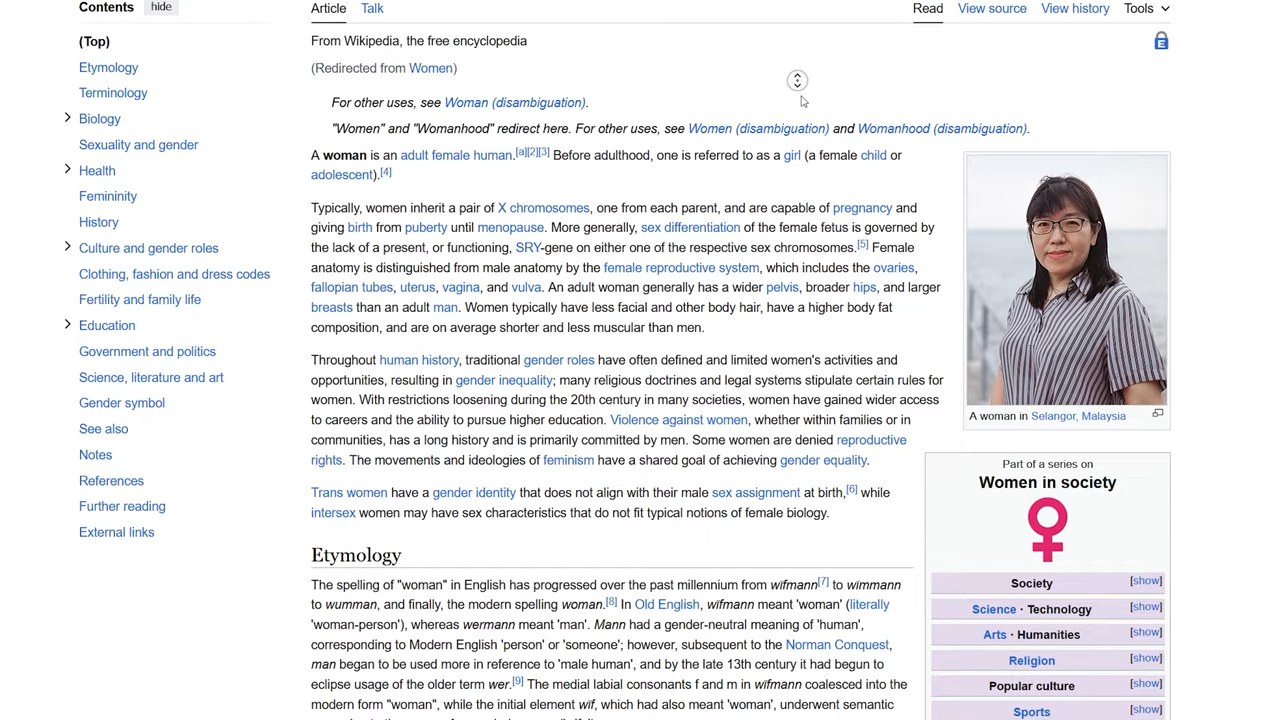 Contents hide
(Top)
Etymology
Terminology
Biology
Sexuality and gender
Health
Femininity
History
Culture and gender roles
Clothing, fashion and dress codes
Fertility and family life
Education
Government and politics
Science, literature and art
Gender symbol
See also
Notes
References
Further reading
External links
Article Talk Read View source View history Tools
From Wikipedia, the free encyclopedia
(Redirected from Women)
For other uses, see Woman (disambiguation).
"Women" and "Womanhood" redirect here. For other uses, see Women (disambiguation) and Womanhood (disambiguation).
A woman is an adult female human.[a][2][3] Before adulthood, one is referred to as a girl (a female child or
adolescent).[4]
Typically, women inherit a pair of X chromosomes, one from each parent, and are capable of pregnancy and
giving birth from puberty until menopause. More generally, sex differentiation of the female fetus is governed by
the lack of a present, or functioning, SRY-gene on either one of the respective sex chromosomes.[5] Female
anatomy is distinguished from male anatomy by the female reproductive system, which includes the ovaries,
fallopian tubes, uterus, vagina, and vulva. An adult woman generally has a wider pelvis, broader hips, and larger
breasts than an adult man. Women typically have less facial and other body hair, have a higher body fat
composition, and are on average shorter and less muscular than men.
Throughout human history, traditional gender roles have often defined and limited women's activities and
opportunities, resulting in gender inequality; many religious doctrines and legal systems stipulate certain rules for
women. With restrictions loosening during the 20th century in many societies, women have gained wider access
to careers and the ability to pursue higher education. Violence against women, whether within families or in
communities, has a long history and is primarily committed by men. Some women are denied reproductive
rights. The movements and ideologies of feminism have a shared goal of achieving gender equality.
Trans women have a gender identity that does not align with their male sex assignment at birth,[6] while
intersex women may have sex characteristics that do not fit typical notions of female biology.
Etymology
The spelling of "woman" in English has progressed over the past millennium from wīfmann[7] to wīmmann
to wumman, and finally, the modern spelling woman.[8] In Old English, wīfmann meant 'woman' (literally
'woman-person'), whereas wermann meant 'man'. Mann had a gender-neutral meaning of 'human',
corresponding to Modern English 'person' or 'someone'; however, subsequent to the Norman Conquest,
man began to be used more in reference to 'male human', and by the late 13th century it had begun to
eclipse usage of the older term wer.[9] The medial labial consonants f and m in wīfmann coalesced into the
modern form "woman", while the initial element wīf, which had also meant 'woman', underwent semantic
A woman in Selangor, Malaysia
Part of a series on
Women in society
Society [show]
Science · Technology [show]
Arts · Humanities [show]
Religion [show]
Popular culture [show]
Sports [show]
E